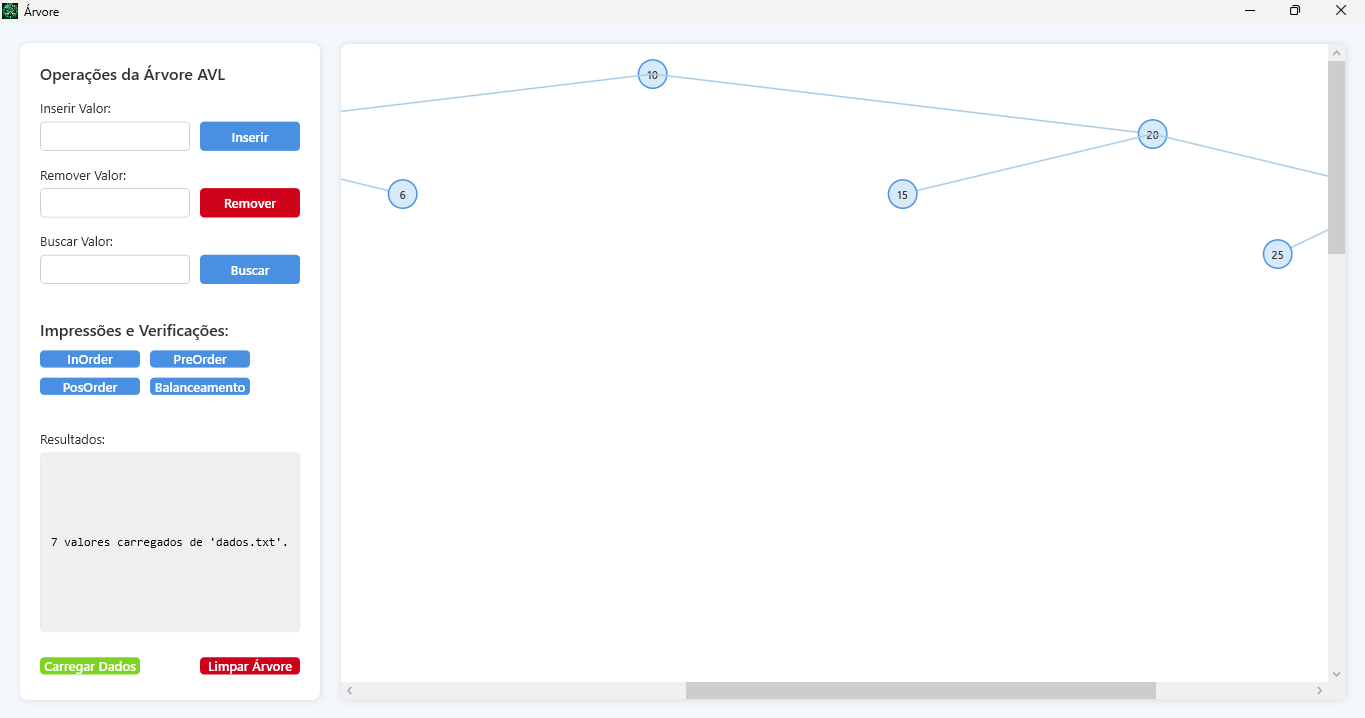 Árvore
Operações da Árvore AVL
Inserir Valor:
Inserir
Remover Valor:
Remover
Buscar Valor:
Buscar
Impressões e Verificações:
InOrder PreOrder
PosOrder Balanceamento
Resultados:
7 valores carregados de 'dados.txt'.
Carregar Dados Limpar Árvore
10
20
6 15
25